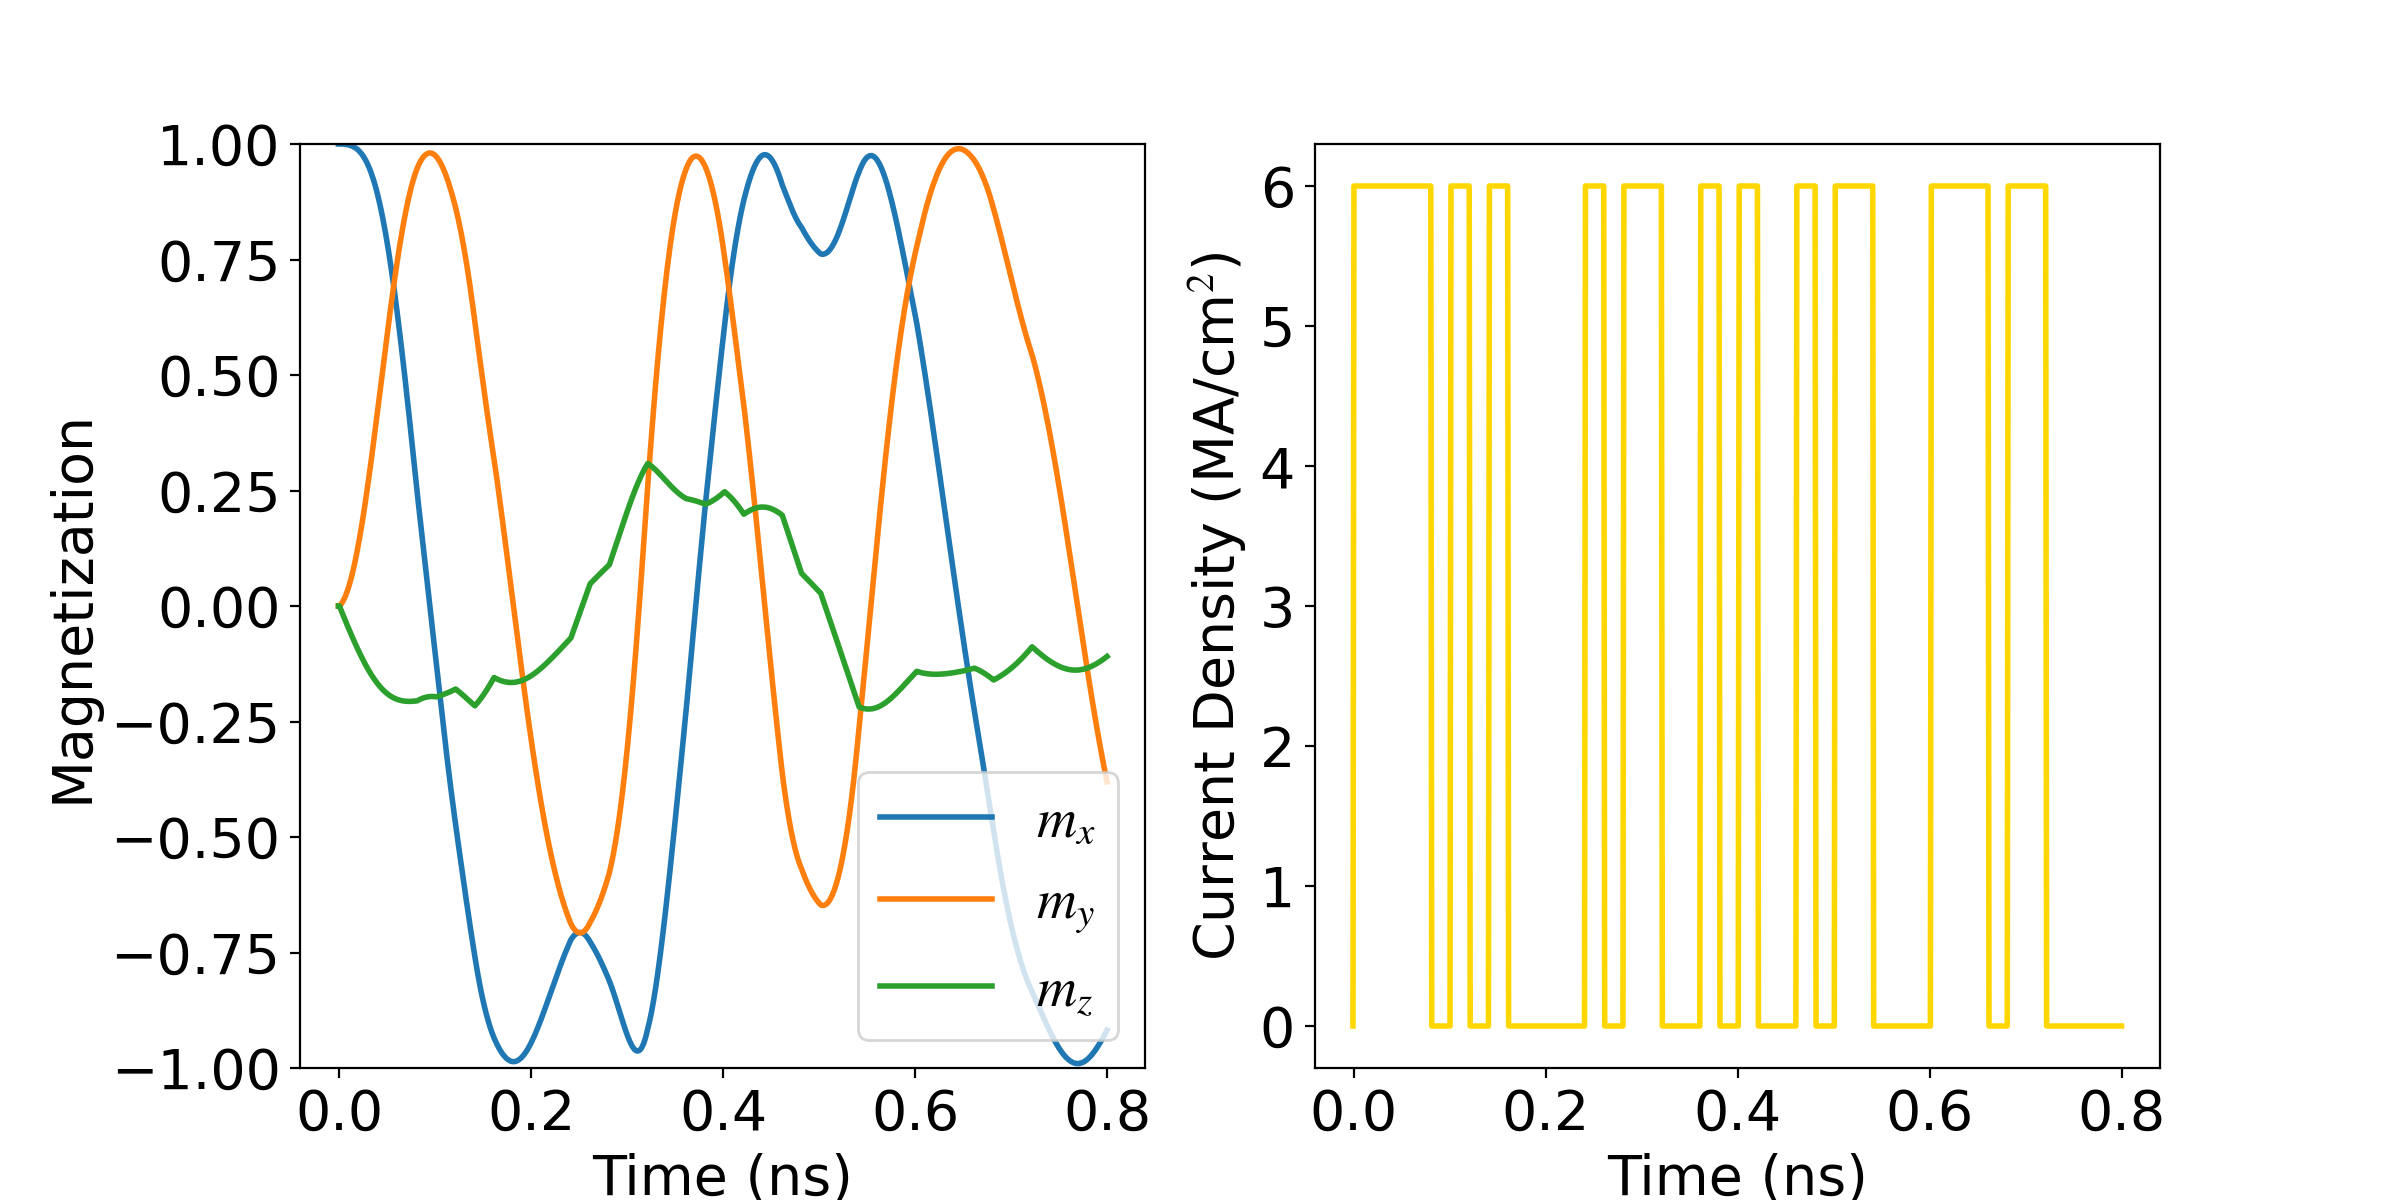 Magnetization
1.00
0.75
0.50
0.25
0.00
−0.25
−0.50
−0.75
−1.00
0.0 0.2 0.4 0.6 0.8
Time (ns)
m_x
m_y
m_z
Current Density (MA/cm²)
6
5
4
3
2
1
0
0.0 0.2 0.4 0.6 0.8
Time (ns)